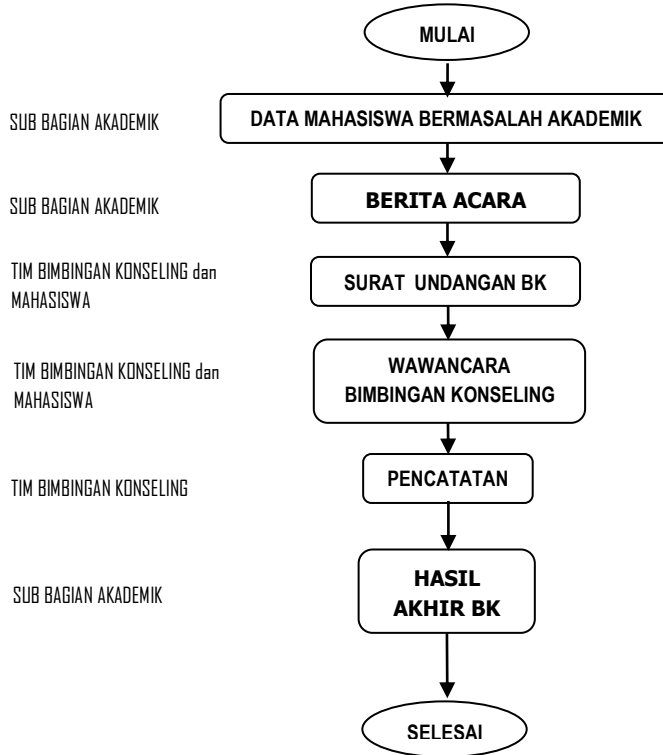 MULAI
SUB BAGIAN AKADEMIK
DATA MAHASISWA BERMASALAH AKADEMIK
SUB BAGIAN AKADEMIK
BERITA ACARA
TIM BIMBINGAN KONSELING dan
MAHASISWA
SURAT UNDANGAN BK
TIM BIMBINGAN KONSELING dan
MAHASISWA
WAWANCARA
BIMBINGAN KONSELING
TIM BIMBINGAN KONSELING
PENCATATAN
SUB BAGIAN AKADEMIK
HASIL
AKHIR BK
SELESAI